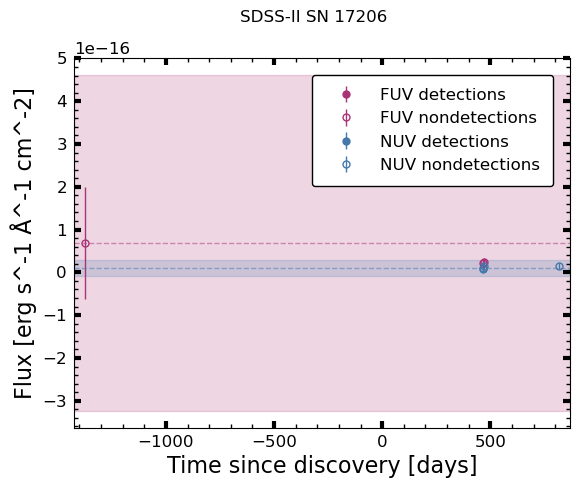 SDSS-II SN 17206
1e−16
5
4
3
2
1
0
−1
−2
−3
FUV detections
FUV nondetections
NUV detections
NUV nondetections
−1000
−500
0
500
Time since discovery [days]
Flux [erg s^-1 Å^-1 cm^-2]